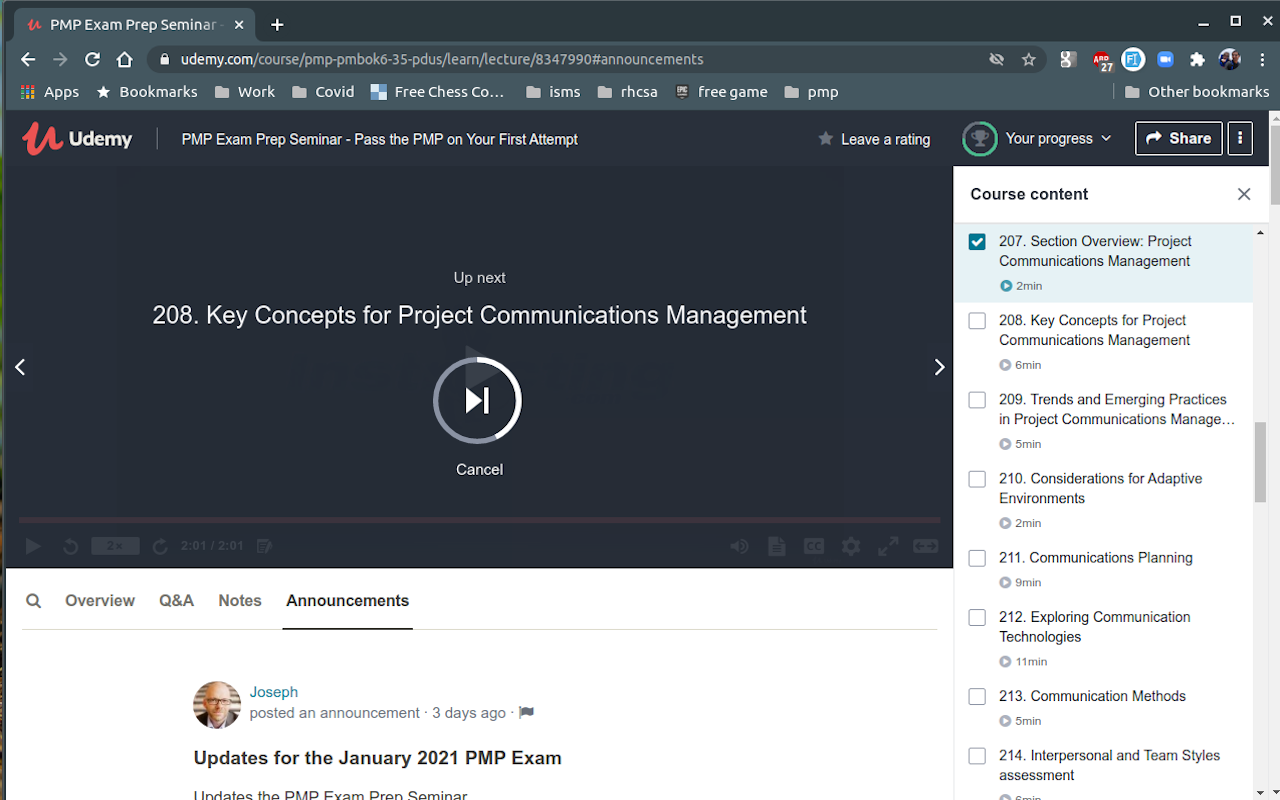 PMP Exam Prep Seminar -
udemy.com/course/pmp-pmbok6-35-pdus/learn/lecture/8347990#announcements
27
Apps Bookmarks Work Covid Free Chess Co… isms rhcsa free game pmp Other bookmarks
Udemy PMP Exam Prep Seminar - Pass the PMP on Your First Attempt Leave a rating Your progress Share
Up next
208. Key Concepts for Project Communications Management
Cancel
2x 2:01 / 2:01 CC
Overview Q&A Notes Announcements
Joseph
posted an announcement · 3 days ago ·
Updates for the January 2021 PMP Exam
Updates the PMP Exam Prep Seminar
Course content
207. Section Overview: Project
Communications Management
2min
208. Key Concepts for Project
Communications Management
6min
209. Trends and Emerging Practices
in Project Communications Manage…
5min
210. Considerations for Adaptive
Environments
2min
211. Communications Planning
9min
212. Exploring Communication
Technologies
11min
213. Communication Methods
5min
214. Interpersonal and Team Styles
assessment
6min